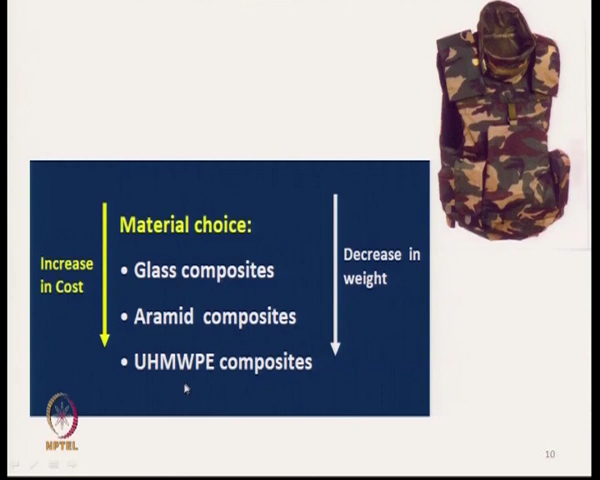 Material choice:
Increase
in Cost
• Glass composites
• Aramid composites
• UHMWPE composites
Decrease in
weight
NPTEL
10